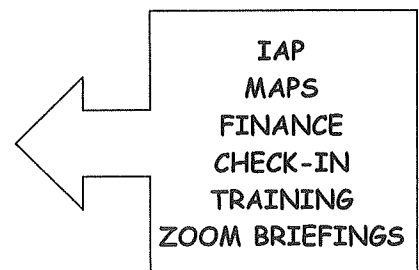 IAP
MAPS
FINANCE
CHECK-IN
TRAINING
ZOOM BRIEFINGS